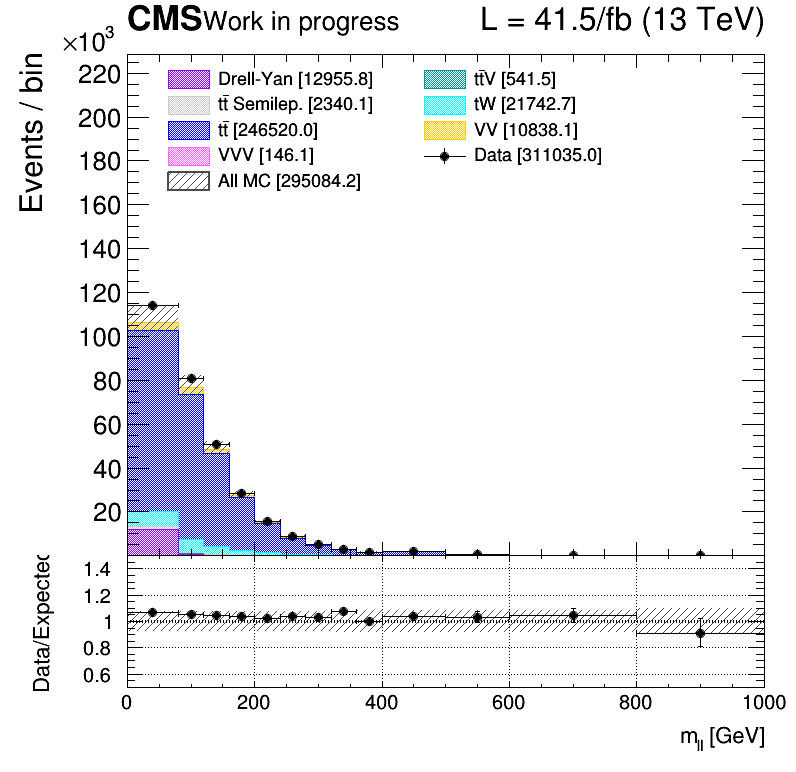 CMS Work in progress L = 41.5/fb (13 TeV)
×10³
Events / bin
220
200
180
160
140
120
100
80
60
40
20
Drell-Yan [12955.8]
tt̄ Semilep. [2340.1]
tt̄ [246520.0]
VVV [146.1]
All MC [295084.2]
tt̄V [541.5]
tW [21742.7]
VV [10838.1]
Data [311035.0]
Data/Expected
1.4
1.2
1
0.8
0.6
0 200 400 600 800 1000
m_ll [GeV]